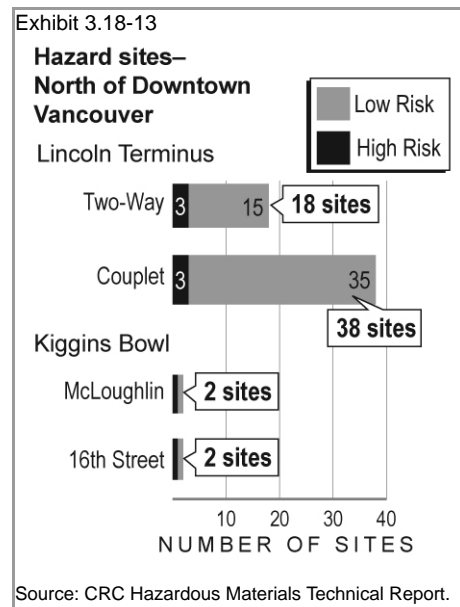 Exhibit 3.18-13
Hazard sites–
North of Downtown
Vancouver
Low Risk
High Risk
Lincoln Terminus
Two-Way 3 15 18 sites
Couplet 3 35
38 sites
Kiggins Bowl
McLoughlin 2 sites
16th Street 2 sites
10 20 30 40
NUMBER OF SITES
Source: CRC Hazardous Materials Technical Report.